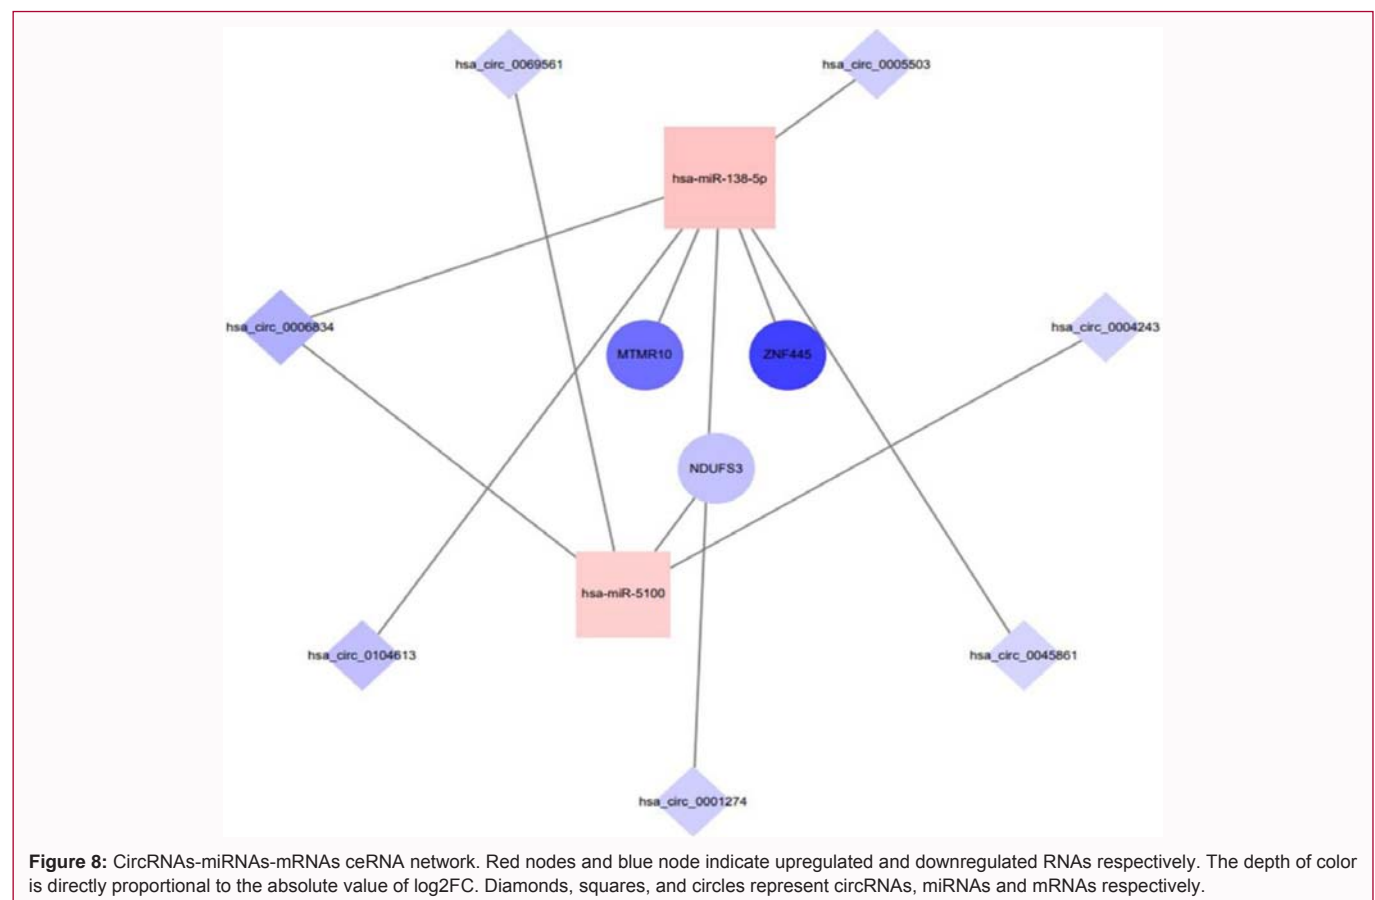 hsa_circ_0069561
hsa_circ_0005503
hsa-miR-138-5p
hsa_circ_0006834
hsa_circ_0004243
MTMR10
ZNF445
NDUFS3
hsa-miR-5100
hsa_circ_0104613
hsa_circ_0045861
hsa_circ_0001274
Figure 8: CircRNAs-miRNAs-mRNAs ceRNA network. Red nodes and blue node indicate upregulated and downregulated RNAs respectively. The depth of color
is directly proportional to the absolute value of log2FC. Diamonds, squares, and circles represent circRNAs, miRNAs and mRNAs respectively.